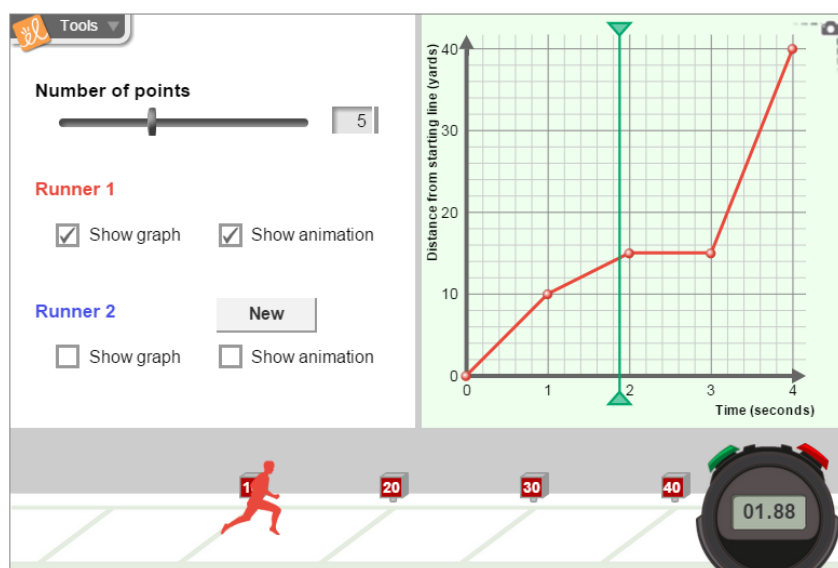 Tools
Number of points
5
Runner 1
Show graph
Show animation
Runner 2
New
Show graph
Show animation
Distance from starting line (yards)
40
30
20
10
0
0 1 2 3 4
Time (seconds)
20 30 40
01.88